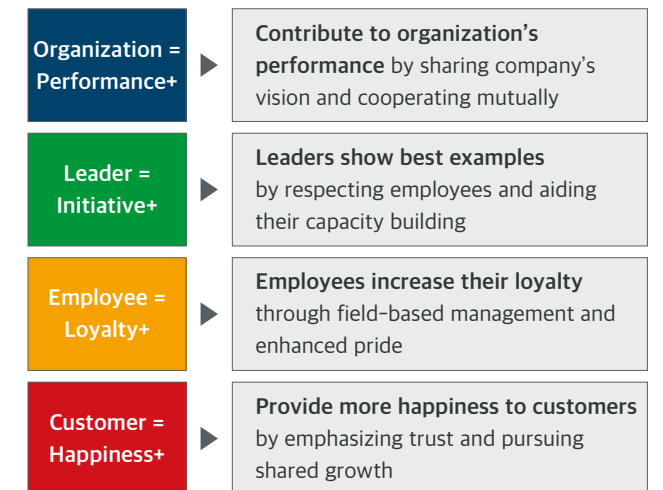 Organization =
Performance+
Contribute to organization's
performance by sharing company's
vision and cooperating mutually
Leader =
Initiative+
Leaders show best examples
by respecting employees and aiding
their capacity building
Employee =
Loyalty+
Employees increase their loyalty
through field-based management and
enhanced pride
Customer =
Happiness+
Provide more happiness to customers
by emphasizing trust and pursuing
shared growth